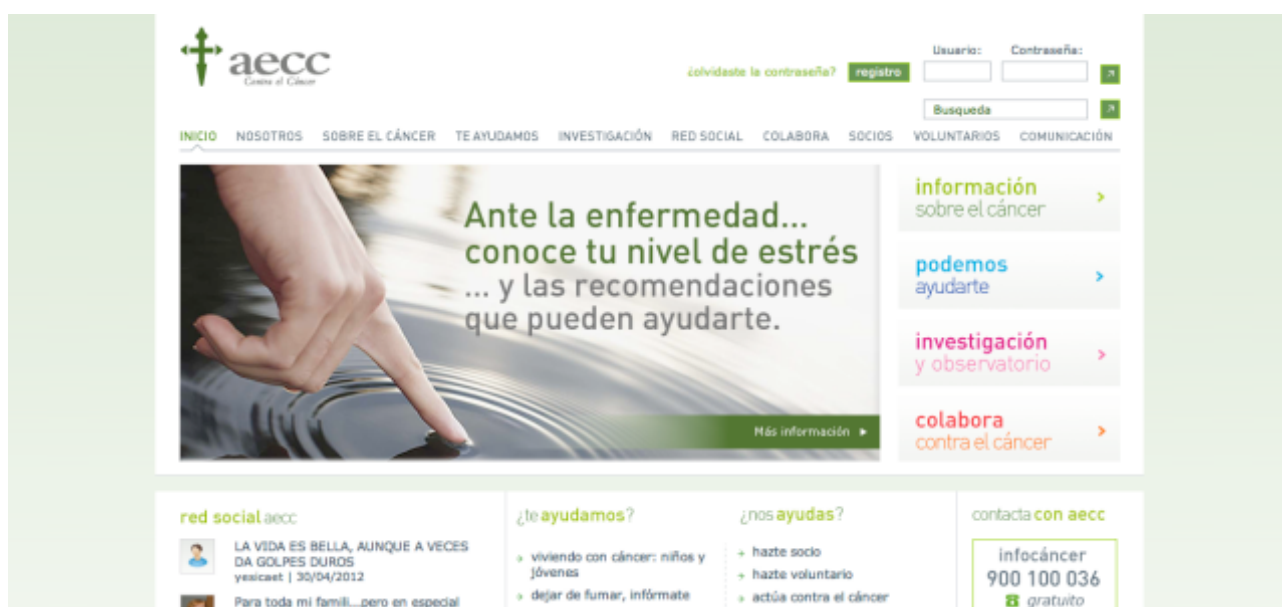 aecc
Contra el Cáncer
Usuario: Contraseña:
¿olvidaste la contraseña? registro
Busqueda
INICIO NOSOTROS SOBRE EL CÁNCER TE AYUDAMOS INVESTIGACIÓN RED SOCIAL COLABORA SOCIOS VOLUNTARIOS COMUNICACIÓN
Ante la enfermedad...
conoce tu nivel de estrés
... y las recomendaciones
que pueden ayudarte.
Más información
información
sobre el cáncer
podemos
ayudarte
investigación
y observatorio
colabora
contra el cáncer
red social aecc
LA VIDA ES BELLA, AUNQUE A VECES
DA GOLPES DUROS
yesicaet | 30/04/2012
Para toda mi famili...pero en especial
¿te ayudamos?
viviendo con cáncer: niños y
jóvenes
dejar de fumar, infórmate
¿nos ayudas?
hazte socio
hazte voluntario
actúa contra el cáncer
contacta con aecc
infocáncer
900 100 036
gratuito